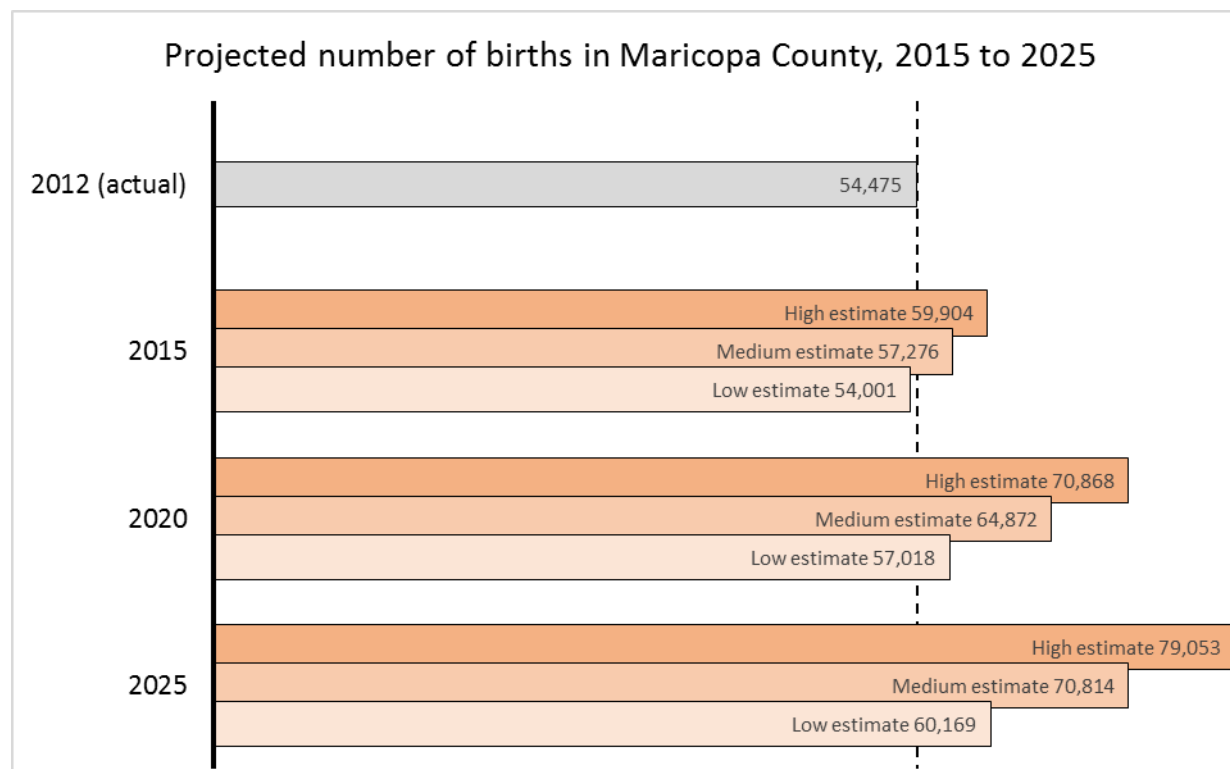 Projected number of births in Maricopa County, 2015 to 2025
2012 (actual)
54,475
2015
High estimate 59,904
Medium estimate 57,276
Low estimate 54,001
2020
High estimate 70,868
Medium estimate 64,872
Low estimate 57,018
2025
High estimate 79,053
Medium estimate 70,814
Low estimate 60,169